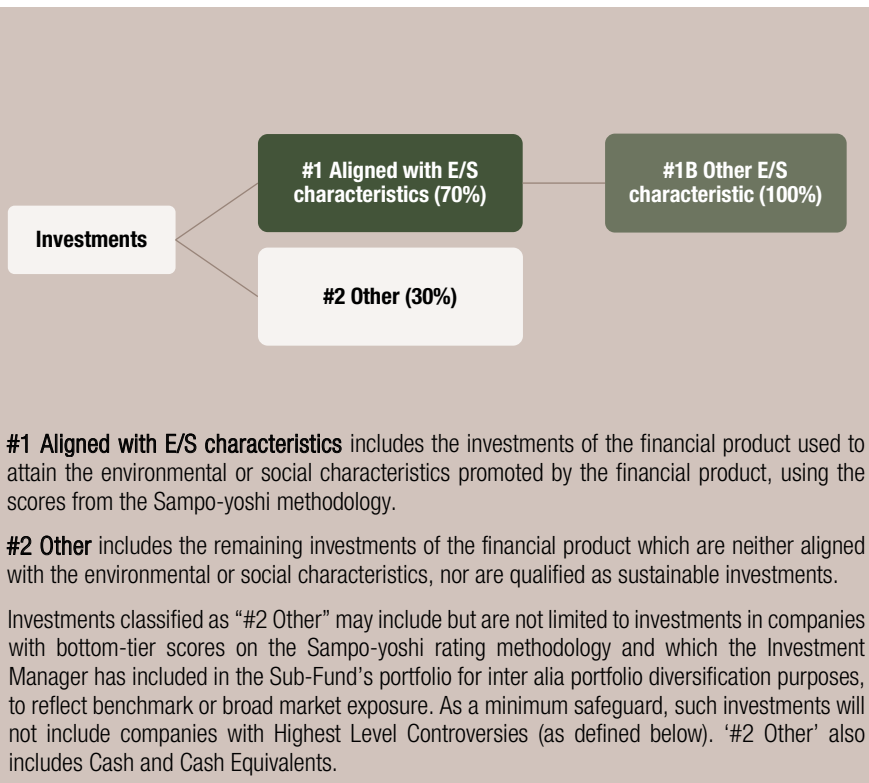 #1 Aligned with E/S
characteristics (70%)
#1B Other E/S
characteristic (100%)
Investments
#2 Other (30%)
#1 Aligned with E/S characteristics includes the investments of the financial product used to
attain the environmental or social characteristics promoted by the financial product, using the
scores from the Sampo-yoshi methodology.
#2 Other includes the remaining investments of the financial product which are neither aligned
with the environmental or social characteristics, nor are qualified as sustainable investments.
Investments classified as “#2 Other” may include but are not limited to investments in companies
with bottom-tier scores on the Sampo-yoshi rating methodology and which the Investment
Manager has included in the Sub-Fund’s portfolio for inter alia portfolio diversification purposes,
to reflect benchmark or broad market exposure. As a minimum safeguard, such investments will
not include companies with Highest Level Controversies (as defined below). ‘#2 Other’ also
includes Cash and Cash Equivalents.